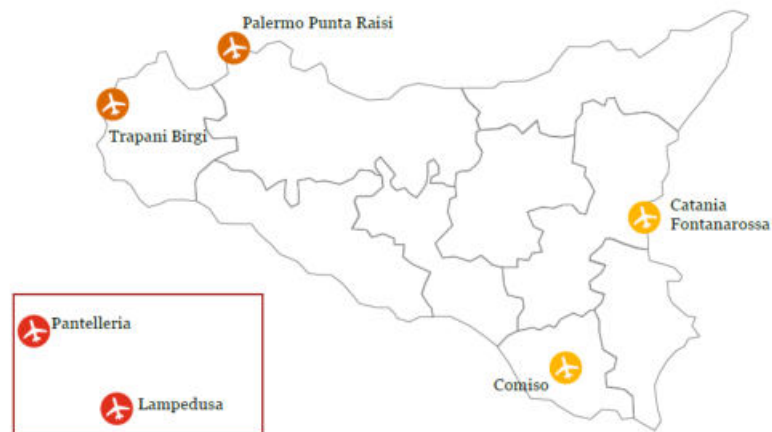 Palermo Punta Raisi
Trapani Birgi
Catania
Fontanarossa
Pantelleria
Comiso
Lampedusa